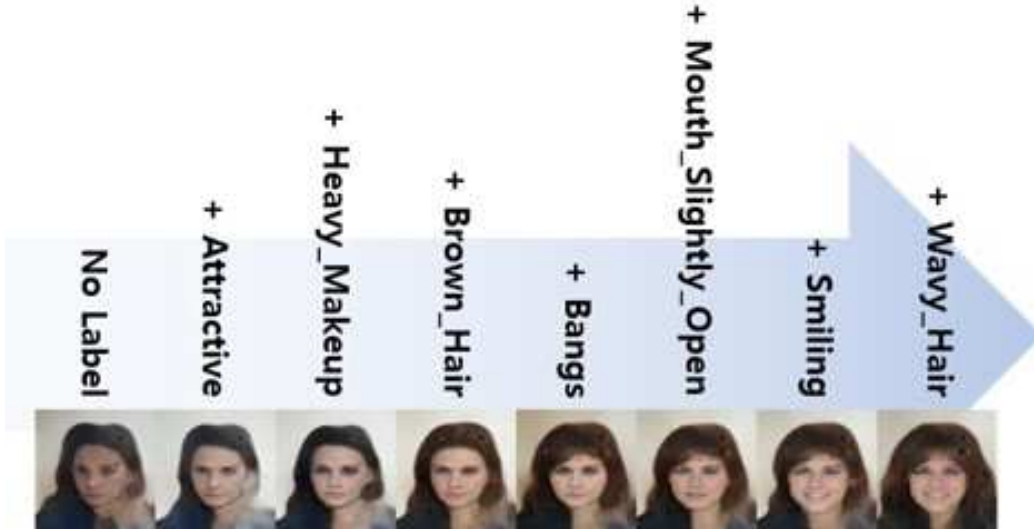 No Label
+ Attractive
+ Heavy_Makeup
+ Brown_Hair
+ Bangs
+ Mouth_Slightly_Open
+ Smiling
+ Wavy_Hair